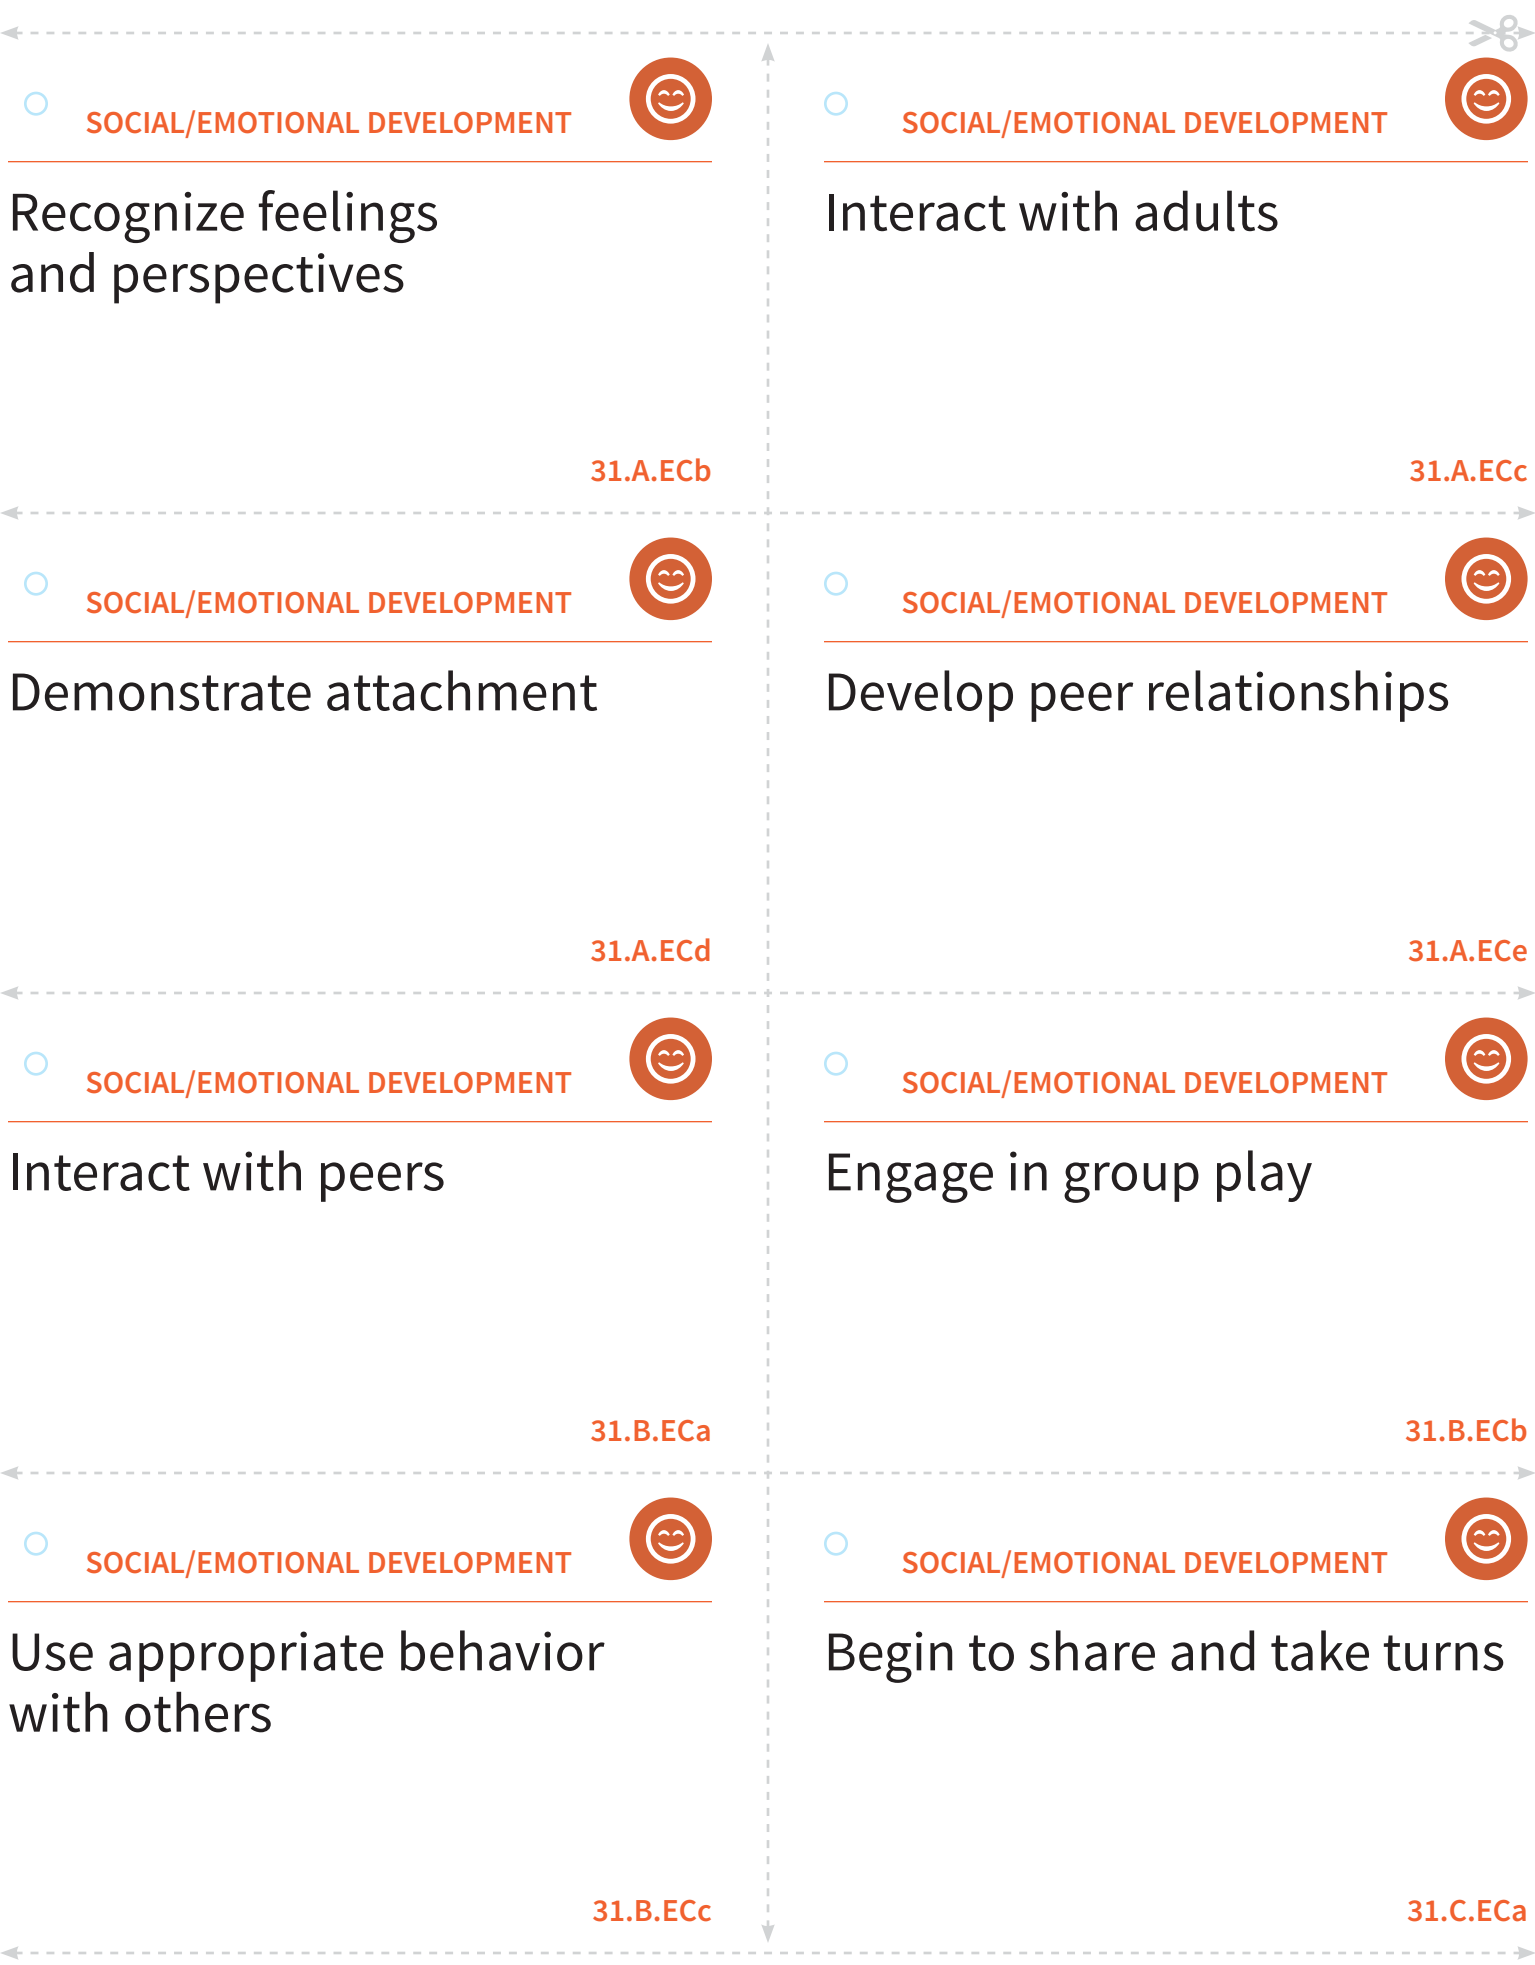 SOCIAL/EMOTIONAL DEVELOPMENT
Recognize feelings
and perspectives
31.A.ECb
SOCIAL/EMOTIONAL DEVELOPMENT
Interact with adults
31.A.ECc
SOCIAL/EMOTIONAL DEVELOPMENT
Demonstrate attachment
31.A.ECd
SOCIAL/EMOTIONAL DEVELOPMENT
Develop peer relationships
31.A.ECe
SOCIAL/EMOTIONAL DEVELOPMENT
Interact with peers
31.B.ECa
SOCIAL/EMOTIONAL DEVELOPMENT
Engage in group play
31.B.ECb
SOCIAL/EMOTIONAL DEVELOPMENT
Use appropriate behavior
with others
31.B.ECc
SOCIAL/EMOTIONAL DEVELOPMENT
Begin to share and take turns
31.C.ECa